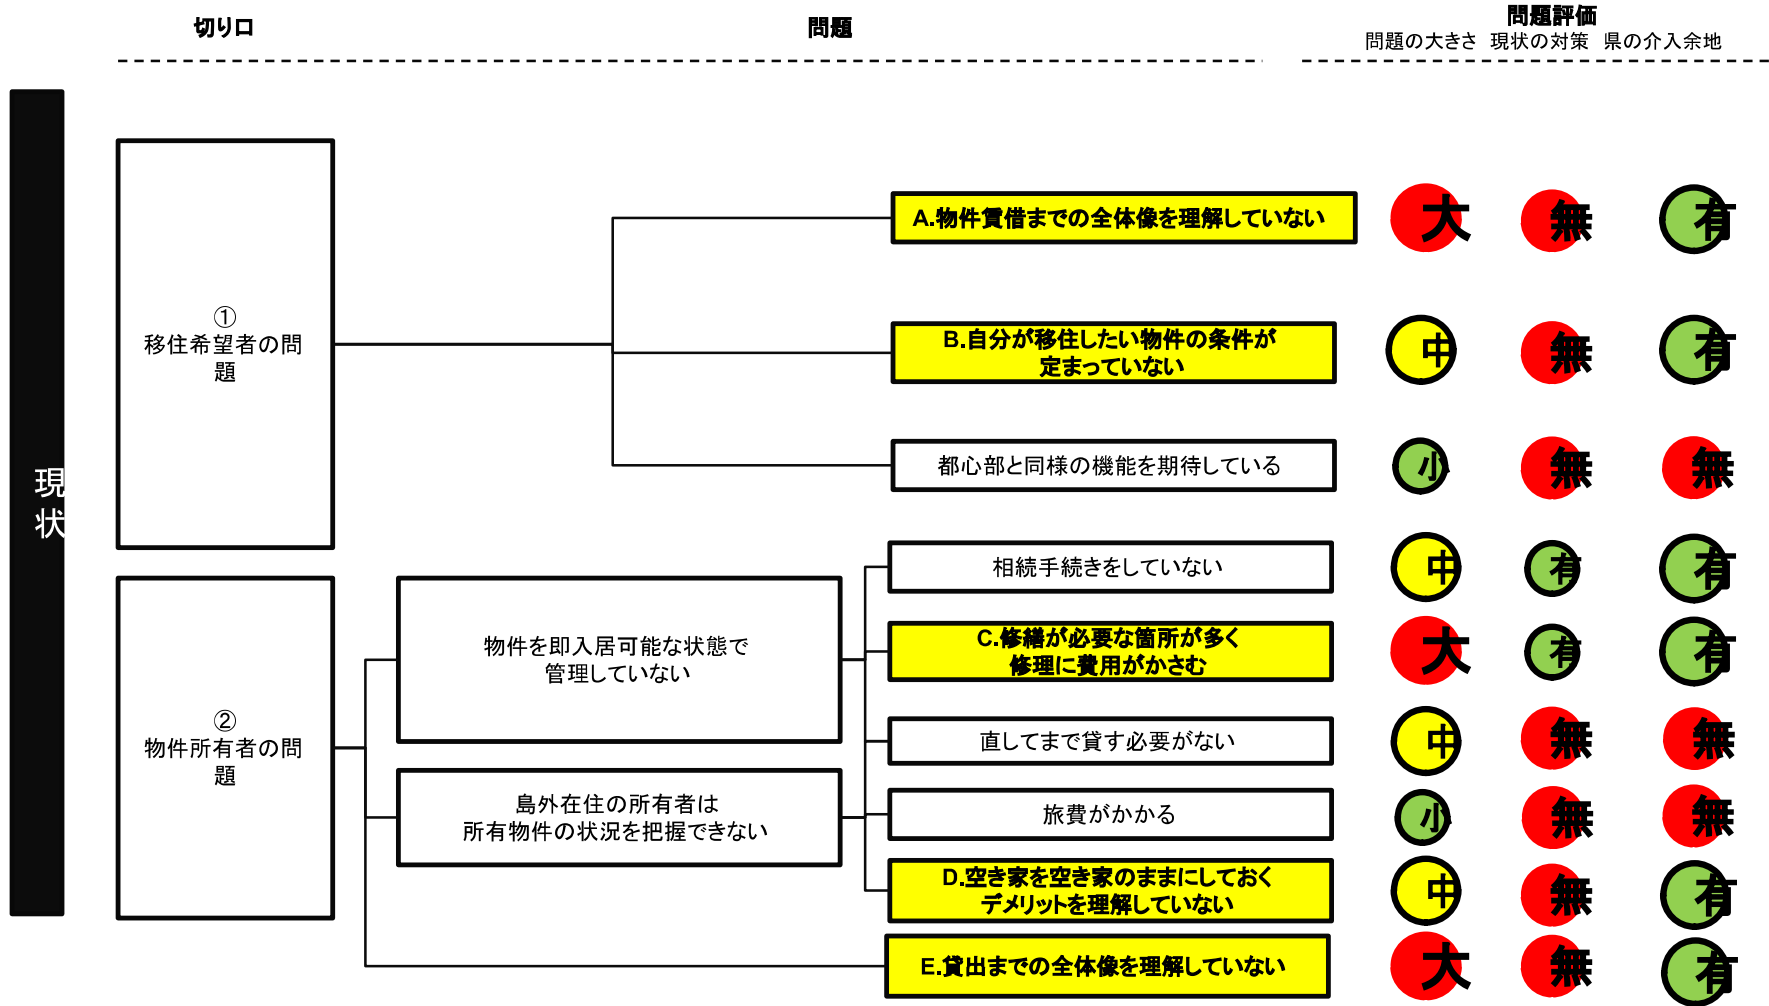 切り口
問題
問題評価
問題の大きさ 現状の対策 県の介入余地
現
状
①
移住希望者の問
題
A.物件賃借までの全体像を理解していない
大
無
有
B.自分が移住したい物件の条件が
定まっていない
中
無
有
都心部と同様の機能を期待している
小
無
無
②
物件所有者の問
題
物件を即入居可能な状態で
管理していない
相続手続きをしていない
中
有
有
C.修繕が必要な箇所が多く
修理に費用がかさむ
大
有
有
直してまで貸す必要がない
中
無
無
島外在住の所有者は
所有物件の状況を把握できない
旅費がかかる
小
無
無
D.空き家を空き家のままにしておく
デメリットを理解していない
中
無
有
E.貸出までの全体像を理解していない
大
無
有